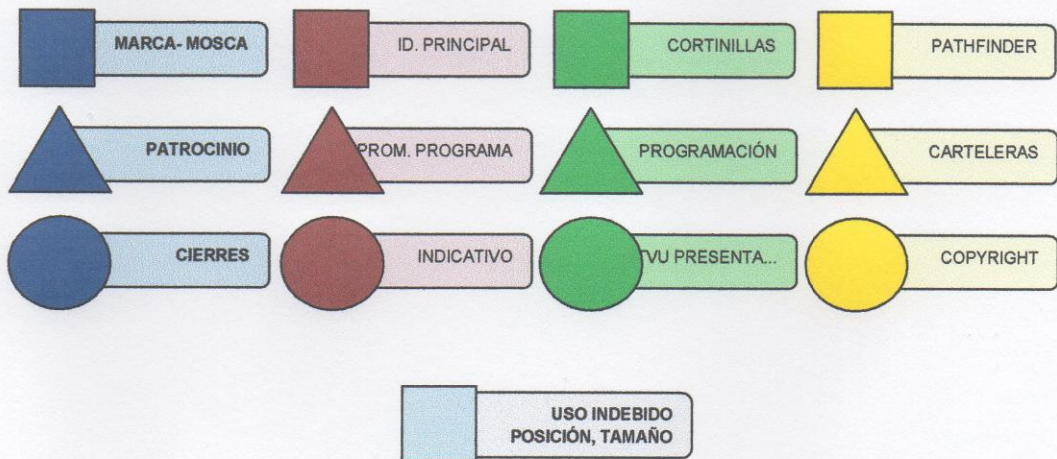 MARCA- MOSCA
ID. PRINCIPAL
CORTINILLAS
PATHFINDER
PATROCINIO
PROM. PROGRAMA
PROGRAMACIÓN
CARTELERAS
CIERRES
INDICATIVO
TVU PRESENTA...
COPYRIGHT
USO INDEBIDO
POSICIÓN, TAMAÑO